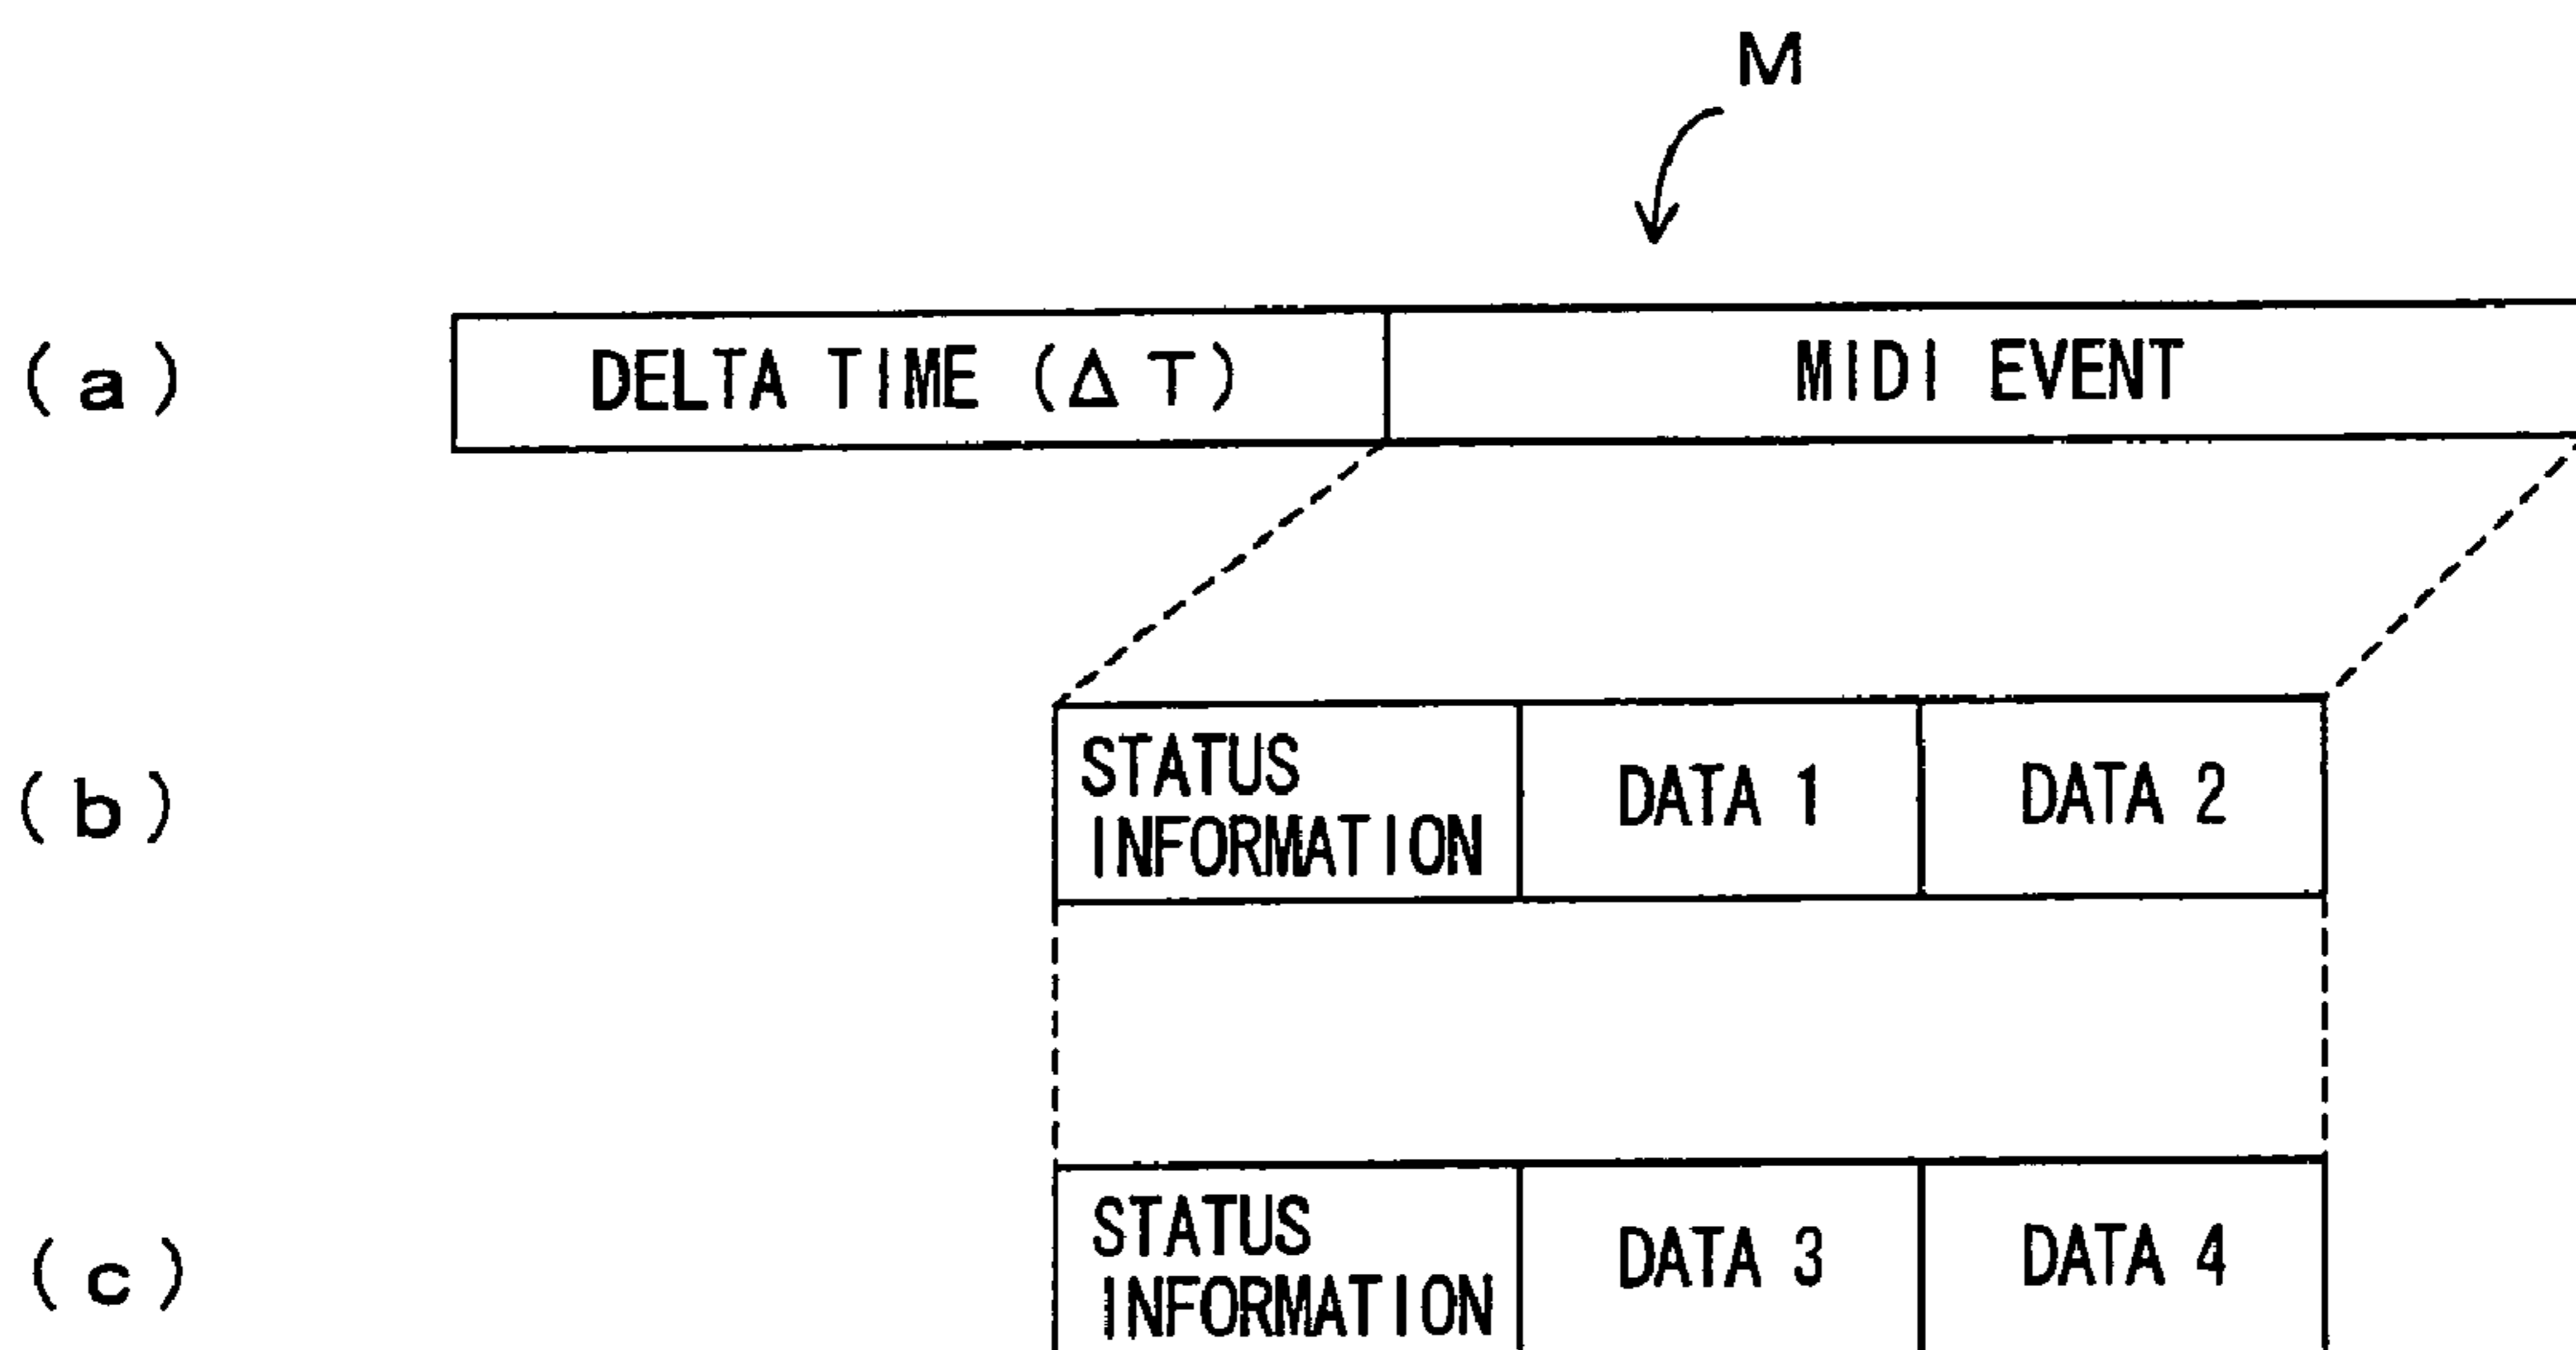 M
(a) DELTA TIME (Δ T) MIDI EVENT
(b) STATUS INFORMATION DATA 1 DATA 2
(c) STATUS INFORMATION DATA 3 DATA 4